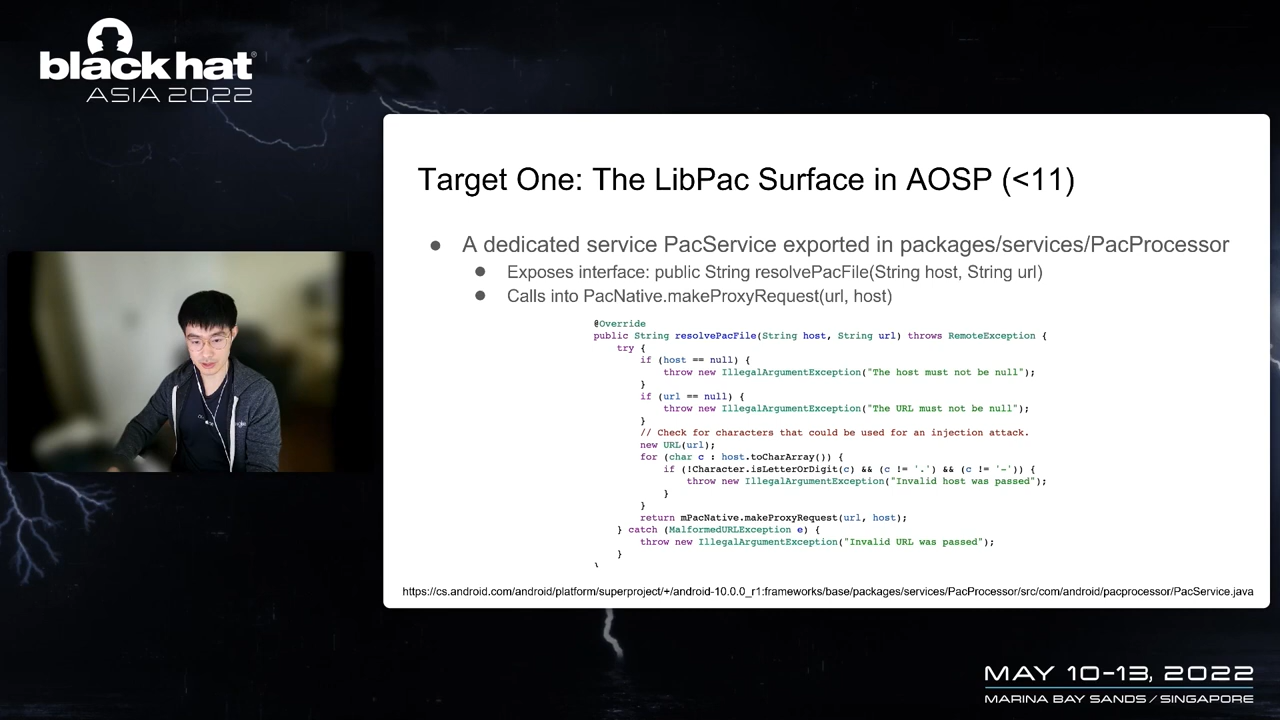 black hat®
ASIA 2022
Target One: The LibPac Surface in AOSP (<11)
● A dedicated service PacService exported in packages/services/PacProcessor
● Exposes interface: public String resolvePacFile(String host, String url)
● Calls into PacNative.makeProxyRequest(url, host)
@Override
public String resolvePacFile(String host, String url) throws RemoteException {
try {
if (host == null) {
throw new IllegalArgumentException("The host must not be null");
}
if (url == null) {
throw new IllegalArgumentException("The URL must not be null");
}
// Check for characters that could be used for an injection attack.
new URL(url);
for (char c : host.toCharArray()) {
if (!Character.isLetterOrDigit(c) && (c != '.') && (c != '-')) {
throw new IllegalArgumentException("Invalid host was passed");
}
}
return mPacNative.makeProxyRequest(url, host);
} catch (MalformedURLException e) {
throw new IllegalArgumentException("Invalid URL was passed");
}
https://cs.android.com/android/platform/superproject/+/android-10.0.0_r1:frameworks/base/packages/services/PacProcessor/src/com/android/pacprocessor/PacService.java
MAY 10-13, 2022
MARINA BAY SANDS / SINGAPORE